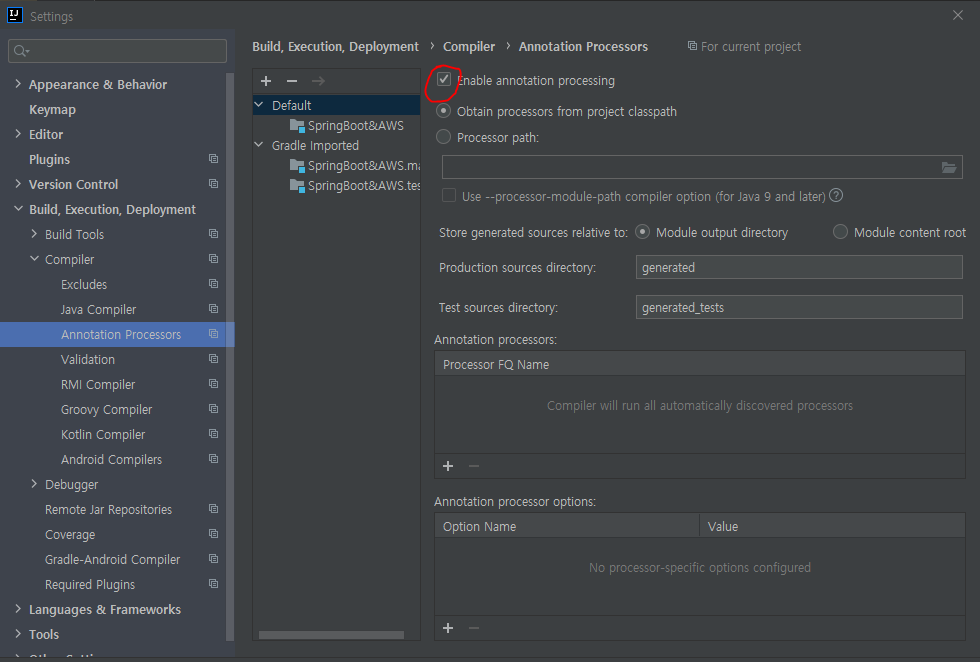 Settings
Build, Execution, Deployment › Compiler › Annotation Processors For current project
Appearance & Behavior
Keymap
Editor
Plugins
Version Control
Build, Execution, Deployment
Build Tools
Compiler
Excludes
Java Compiler
Annotation Processors
Validation
RMI Compiler
Groovy Compiler
Kotlin Compiler
Android Compilers
Debugger
Remote Jar Repositories
Coverage
Gradle-Android Compiler
Required Plugins
Languages & Frameworks
Tools
Default
SpringBoot&AWS
Gradle Imported
SpringBoot&AWS.ma
SpringBoot&AWS.tes
Enable annotation processing
Obtain processors from project classpath
Processor path:
Use --processor-module-path compiler option (for Java 9 and later) ?
Store generated sources relative to: Module output directory Module content root
Production sources directory: generated
Test sources directory: generated_tests
Annotation processors:
Processor FQ Name
Compiler will run all automatically discovered processors
Annotation processor options:
Option Name Value
No processor-specific options configured